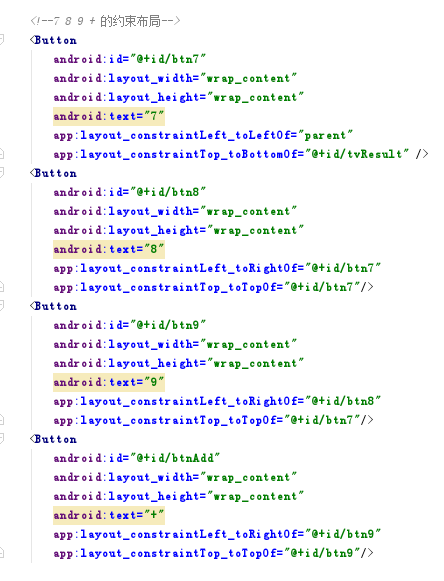 <!--7 8 9 + 的约束布局-->
<Button
android:id="@+id/btn7"
android:layout_width="wrap_content"
android:layout_height="wrap_content"
android:text="7"
app:layout_constraintLeft_toLeftOf="parent"
app:layout_constraintTop_toBottomOf="@+id/tvResult" />
<Button
android:id="@+id/btn8"
android:layout_width="wrap_content"
android:layout_height="wrap_content"
android:text="8"
app:layout_constraintLeft_toRightOf="@+id/btn7"
app:layout_constraintTop_toTopOf="@+id/btn7"/>
<Button
android:id="@+id/btn9"
android:layout_width="wrap_content"
android:layout_height="wrap_content"
android:text="9"
app:layout_constraintLeft_toRightOf="@+id/btn8"
app:layout_constraintTop_toTopOf="@+id/btn7"/>
<Button
android:id="@+id/btnAdd"
android:layout_width="wrap_content"
android:layout_height="wrap_content"
android:text="+"
app:layout_constraintLeft_toRightOf="@+id/btn9"
app:layout_constraintTop_toTopOf="@+id/btn9"/>